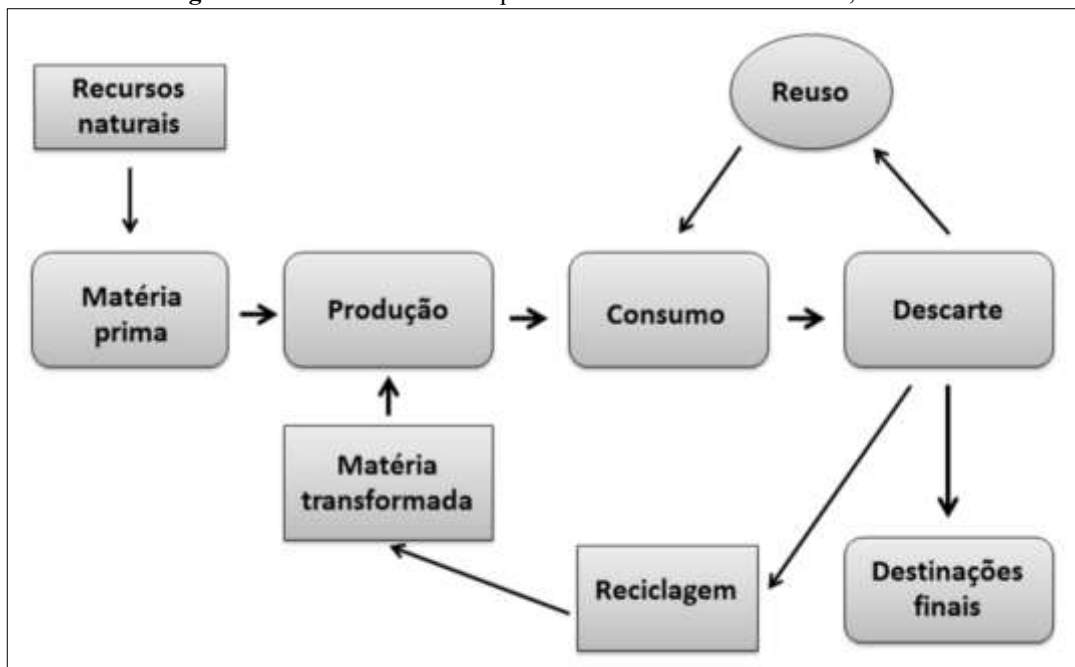 Recursos
naturais
Reuso
Matéria
prima
Produção
Consumo
Descarte
Matéria
transformada
Reciclagem
Destinações
finais